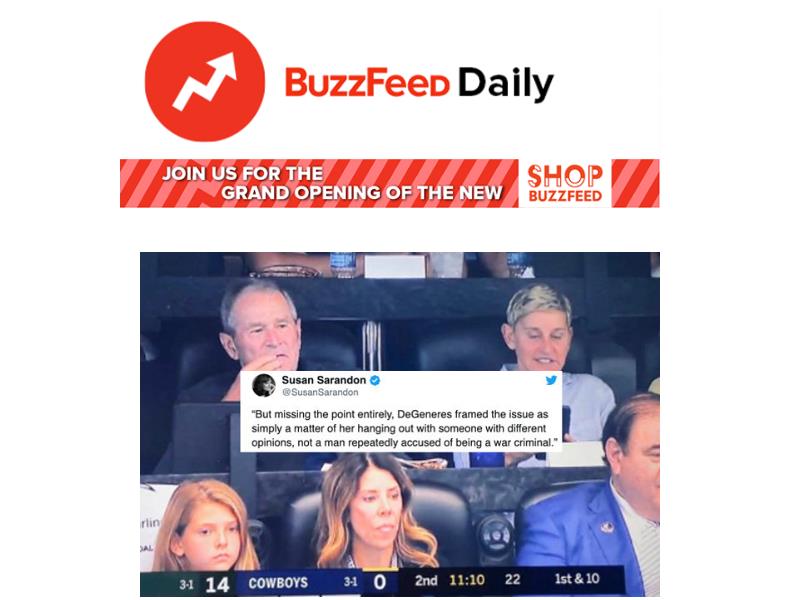 BuzzFeed Daily
JOIN US FOR THE
GRAND OPENING OF THE NEW
SHOP
BUZZFEED
Susan Sarandon
@SusanSarandon
"But missing the point entirely, DeGeneres framed the issue as
simply a matter of her hanging out with someone with different
opinions, not a man repeatedly accused of being a war criminal."
3-1 14 COWBOYS 3-1 0 2nd 11:10 22 1st & 10